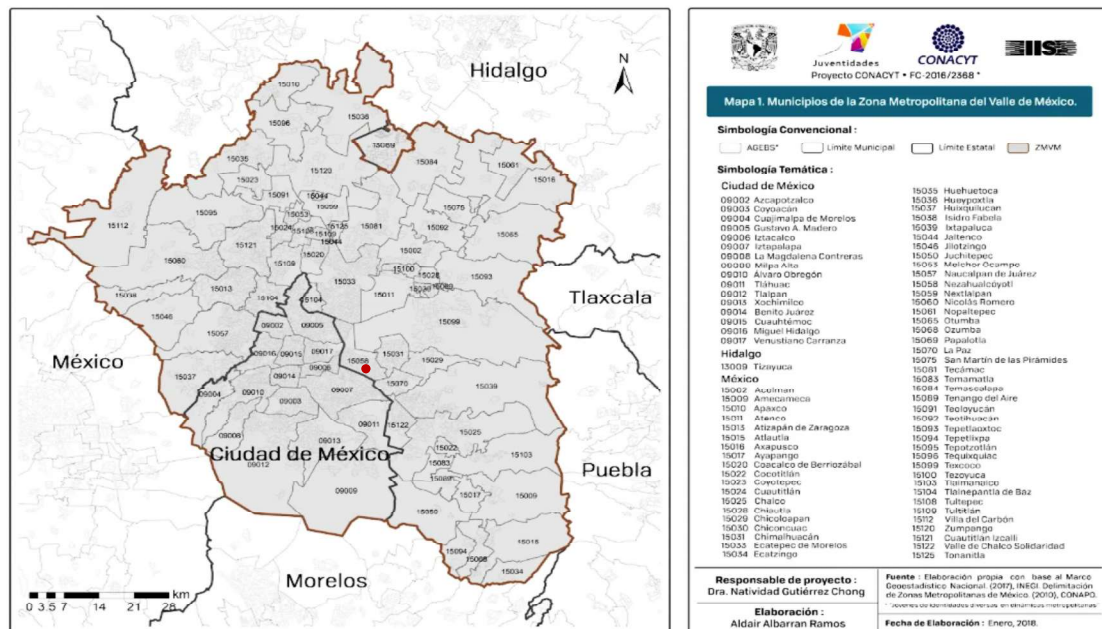 Hidalgo
N
Tlaxcala
México
Ciudad de México
Puebla
Morelos
15010
15036
15096
13069
15084
15061
15016
15035
15120
15023
15091
15044
15059
15075
15053
15112
15095
15024
15125
15081
15092
15065
15121
15044
15002
15020
15060
15109
15100
15028
15093
15033
15030
15013
15011
15038
15104
15104
15046
15099
09002
09005
15057
09016
09015
09017
15058
15031
15029
09006
15037
09014
09007
15070
15039
09004
09010
09003
09011
15122
15025
09008
09013
15022
15103
09012
15083
09009
15017
15009
15050
15094
15015
15034
0 3.5 7 14 21 28
km
Juventidades
CONACYT
IIS
Proyecto CONACYT • FC-2016/2368 *
Mapa 1. Municipios de la Zona Metropolitana del Valle de México.
Simbología Convencional :
AGEBS*
Límite Municipal
Límite Estatal
ZMVM
Simbología Temática :
Ciudad de México
09002 Azcapotzalco
09003 Coyoacán
09004 Cuajimalpa de Morelos
09005 Gustavo A. Madero
09006 Iztacalco
09007 Iztapalapa
09008 La Magdalena Contreras
09009 Milpa Alta
09010 Álvaro Obregón
09011 Tláhuac
09012 Tlalpan
09013 Xochimilco
09014 Benito Juárez
09015 Cuauhtémoc
09016 Miguel Hidalgo
09017 Venustiano Carranza
Hidalgo
13069 Tizayuca
México
15002 Acolman
15009 Amecameca
15010 Apaxco
15011 Atenco
15013 Atizapán de Zaragoza
15015 Atlautla
15016 Axapusco
15017 Ayapango
15020 Coacalco de Berriozábal
15022 Cocotitlán
15023 Coyotepec
15024 Cuautitlán
15025 Chalco
15028 Chiautla
15029 Chicoloapan
15030 Chiconcuac
15031 Chimalhuacán
15033 Ecatepec de Morelos
15034 Ecatzingo
15035 Huehuetoca
15036 Hueypoxtla
15037 Huixquilucan
15038 Isidro Fabela
15039 Ixtapaluca
15044 Jaltenco
15046 Jilotzingo
15050 Juchitepec
15053 Melchor Ocampo
15057 Naucalpan de Juárez
15058 Nezahualcóyotl
15059 Nextlalpan
15060 Nicolás Romero
15061 Nopaltepec
15065 Otumba
15068 Ozumba
15069 Papalotla
15070 La Paz
15075 San Martín de las Pirámides
15081 Tecámac
15083 Temamatla
15084 Temascalapa
15089 Tenango del Aire
15091 Teoloyucán
15092 Teotihuacán
15093 Tepetlaoxtoc
15094 Tepetlixpa
15095 Tepotzotlán
15096 Tequixquiac
15099 Texcoco
15100 Tezoyuca
15103 Tlalmanalco
15104 Tlalnepantla de Baz
15108 Tultepec
15109 Tultitlán
15112 Villa del Carbón
15120 Zumpango
15121 Cuautitlán Izcalli
15122 Valle de Chalco Solidaridad
15125 Tonanitla
Responsable de proyecto :
Dra. Natividad Gutiérrez Chong
Elaboración :
Aldair Albarran Ramos
Fuente : Elaboración propia con base al Marco
Geoestadístico Nacional. (2017), INEGI. Delimitación
de Zonas Metropolitanas de México. (2010), CONAPO.
* "Jóvenes de identidades diversas en dinámicas metropolitanas"
Fecha de Elaboración : Enero, 2018.